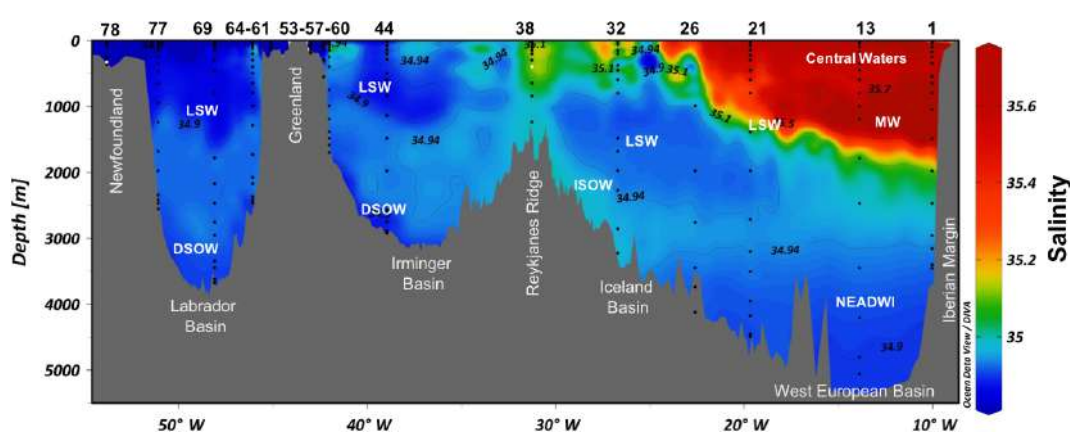 78 77 69 64-61 53-57-60 44 38 32 26 21 13 1
0
1000
2000
3000
4000
5000
Depth [m]
Newfoundland
LSW
34.9
DSOW
Labrador
Basin
Greenland
LSW
34.9
34.94
34.94
34.94
DSOW
Irminger
Basin
35.1
Reykjanes Ridge
35.1
34.94
34.9
35.1
LSW
ISOW
34.94
Iceland
Basin
35.1
LSW
Central Waters
35.7
MW
34.94
NEADWI
34.9
West European Basin
Iberian Margin
Ocean Data View / DIVA
50° W 40° W 30° W 20° W 10° W
35.6
35.4
35.2
35
Salinity